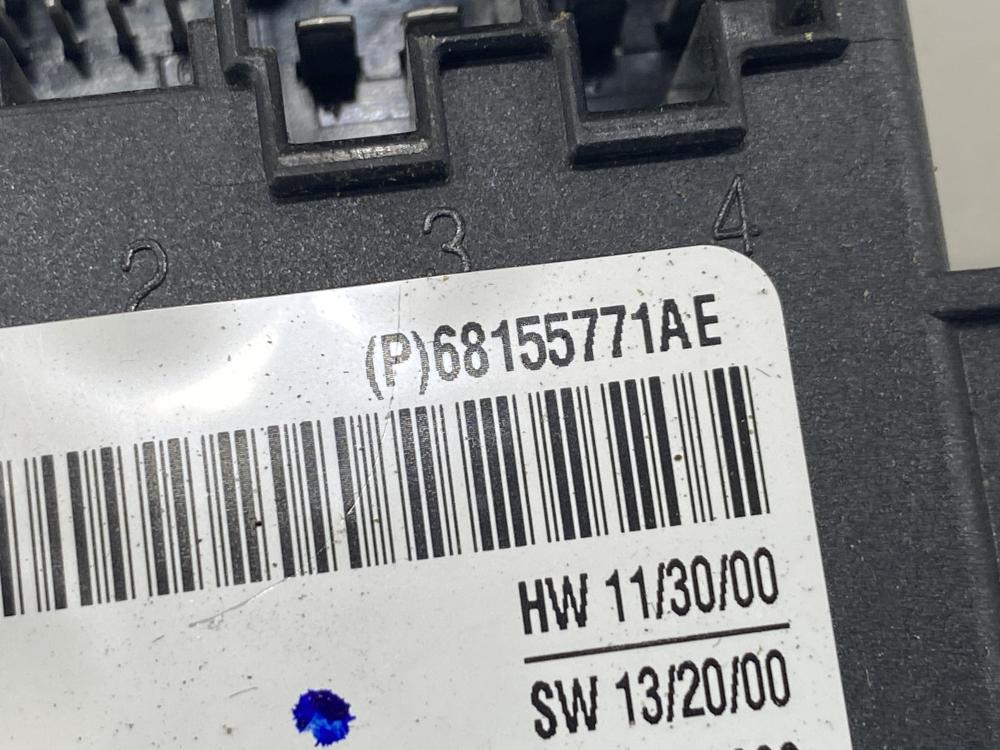 2 3 4
(P)68155771AE
HW 11/30/00
SW 13/20/00